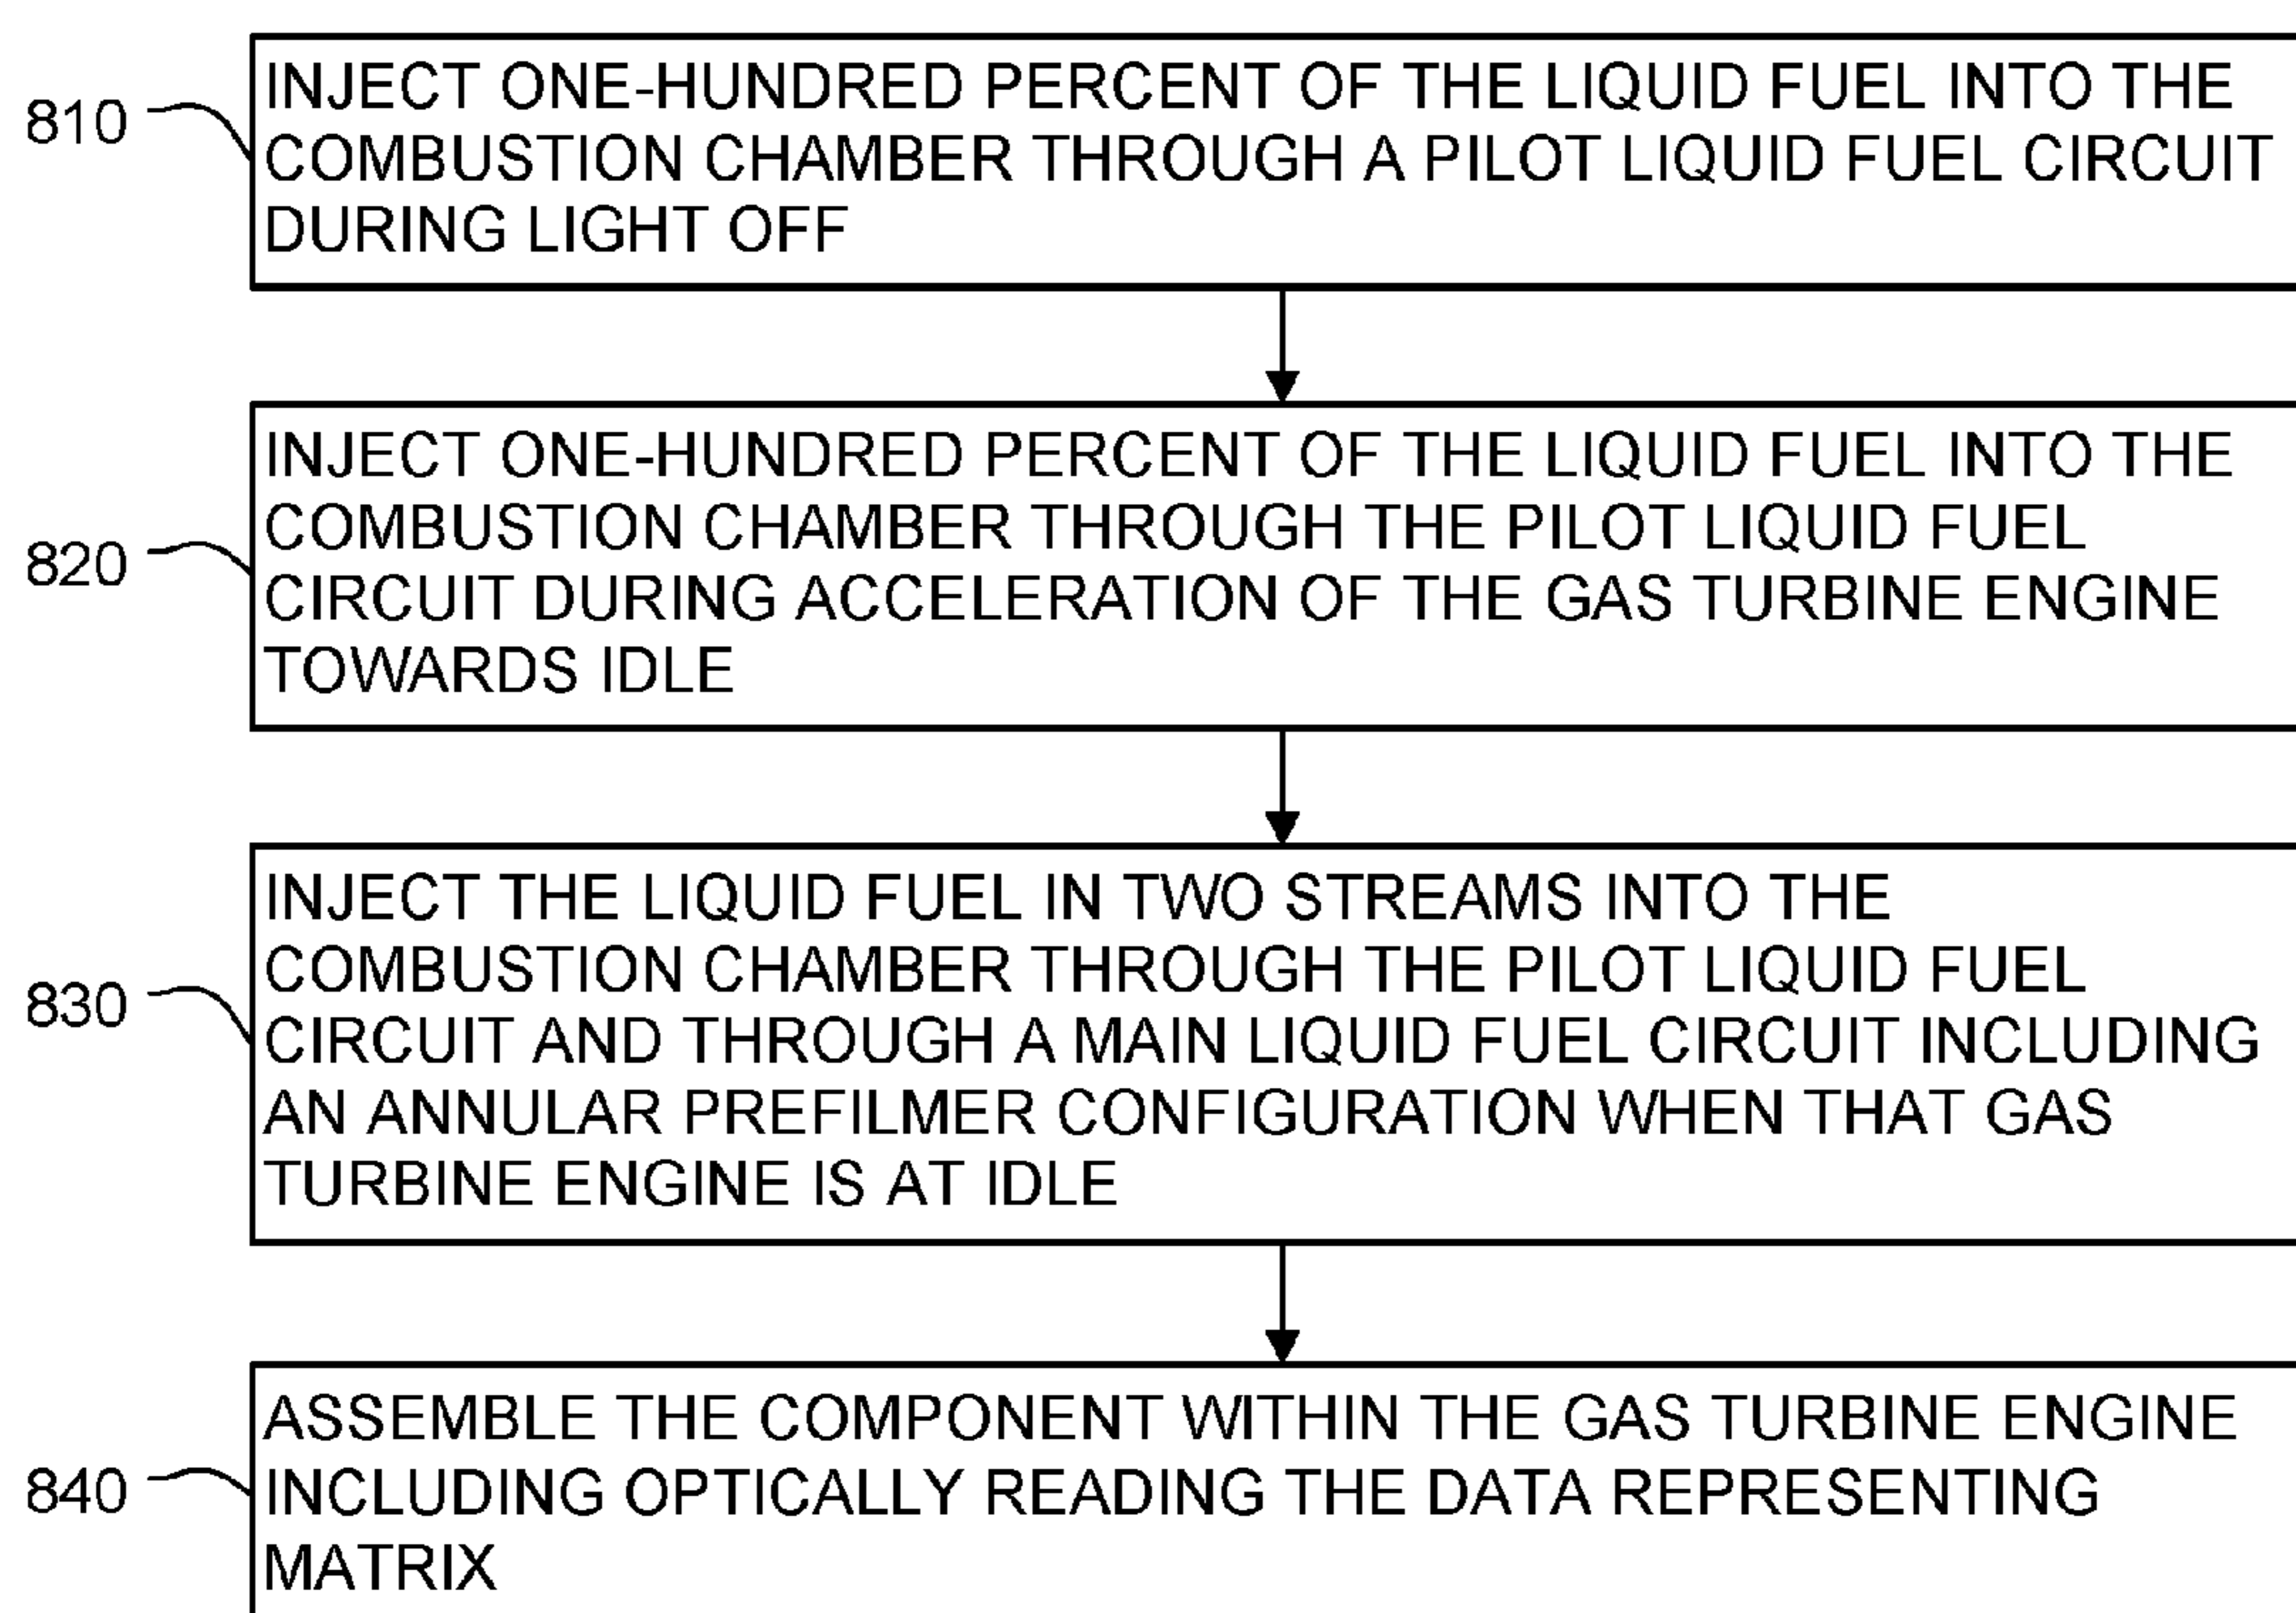 810
INJECT ONE-HUNDRED PERCENT OF THE LIQUID FUEL INTO THE
COMBUSTION CHAMBER THROUGH A PILOT LIQUID FUEL CIRCUIT
DURING LIGHT OFF
820
INJECT ONE-HUNDRED PERCENT OF THE LIQUID FUEL INTO THE
COMBUSTION CHAMBER THROUGH THE PILOT LIQUID FUEL
CIRCUIT DURING ACCELERATION OF THE GAS TURBINE ENGINE
TOWARDS IDLE
830
INJECT THE LIQUID FUEL IN TWO STREAMS INTO THE
COMBUSTION CHAMBER THROUGH THE PILOT LIQUID FUEL
CIRCUIT AND THROUGH A MAIN LIQUID FUEL CIRCUIT INCLUDING
AN ANNULAR PREFILMER CONFIGURATION WHEN THAT GAS
TURBINE ENGINE IS AT IDLE
840
ASSEMBLE THE COMPONENT WITHIN THE GAS TURBINE ENGINE
INCLUDING OPTICALLY READING THE DATA REPRESENTING
MATRIX